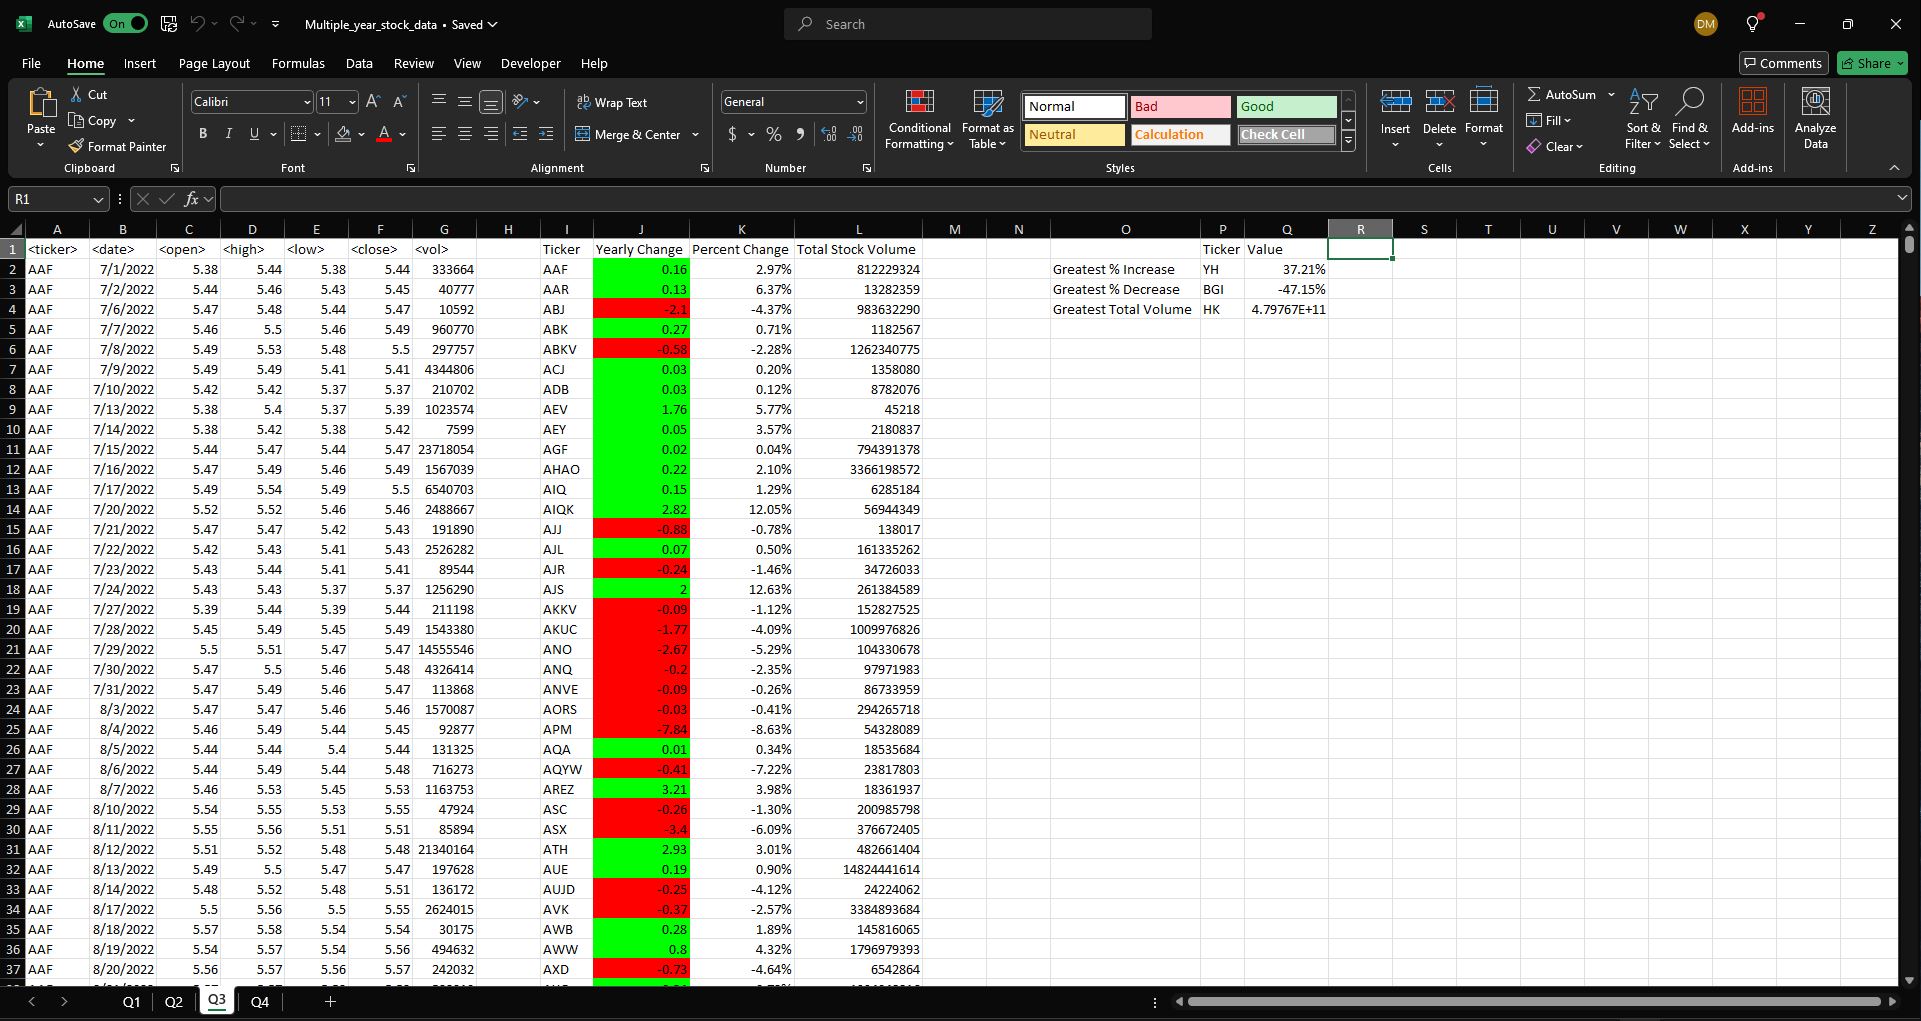 AutoSave On Multiple_year_stock_data • Saved Search DM
File Home Insert Page Layout Formulas Data Review View Developer Help Comments Share
Paste Cut Copy Format Painter Clipboard
Calibri 11 B I U A Font
Wrap Text Merge & Center Alignment
General $ % Number
Conditional Formatting Format as Table Normal Bad Good Neutral Calculation Check Cell Styles
Insert Delete Format Cells
AutoSum Fill Clear Sort & Filter Find & Select Editing
Add-ins Add-ins
Analyze Data
R1 fx
A B C D E F G H I J K L M N O P Q R S T U V W X Y Z
1 <ticker> <date> <open> <high> <low> <close> <vol> Ticker Yearly Change Percent Change Total Stock Volume Ticker Value
2 AAF 7/1/2022 5.38 5.44 5.38 5.44 333664 AAF 0.16 2.97% 812229324 Greatest % Increase YH 37.21%
3 AAF 7/2/2022 5.44 5.46 5.43 5.45 40777 AAR 0.13 6.37% 13282359 Greatest % Decrease BGI -47.15%
4 AAF 7/6/2022 5.47 5.48 5.44 5.47 10592 ABJ -2.1 -4.37% 983632290 Greatest Total Volume HK 4.79767E+11
5 AAF 7/7/2022 5.46 5.5 5.46 5.49 960770 ABK 0.27 0.71% 1182567
6 AAF 7/8/2022 5.49 5.53 5.48 5.5 297757 ABKV -0.58 -2.28% 1262340775
7 AAF 7/9/2022 5.49 5.49 5.41 5.41 4344806 ACJ 0.03 0.20% 1358080
8 AAF 7/10/2022 5.42 5.42 5.37 5.37 210702 ADB 0.03 0.12% 8782076
9 AAF 7/13/2022 5.38 5.4 5.37 5.39 1023574 AEV 1.76 5.77% 45218
10 AAF 7/14/2022 5.38 5.42 5.38 5.42 7599 AEY 0.05 3.57% 2180837
11 AAF 7/15/2022 5.44 5.47 5.44 5.47 23718054 AGF 0.02 0.04% 794391378
12 AAF 7/16/2022 5.47 5.49 5.46 5.49 1567039 AHAO 0.22 2.10% 3366198572
13 AAF 7/17/2022 5.49 5.54 5.49 5.5 6540703 AIQ 0.15 1.29% 6285184
14 AAF 7/20/2022 5.52 5.52 5.46 5.46 2488667 AIQK 2.82 12.05% 56944349
15 AAF 7/21/2022 5.47 5.47 5.42 5.43 191890 AJJ -0.88 -0.78% 138017
16 AAF 7/22/2022 5.42 5.43 5.41 5.43 2526282 AJL 0.07 0.50% 161335262
17 AAF 7/23/2022 5.43 5.44 5.41 5.41 89544 AJR -0.24 -1.46% 34726033
18 AAF 7/24/2022 5.43 5.43 5.37 5.37 1256290 AJS 2 12.63% 261384589
19 AAF 7/27/2022 5.39 5.44 5.39 5.44 211198 AKKV -0.09 -1.12% 152827525
20 AAF 7/28/2022 5.45 5.49 5.45 5.49 1543380 AKUC -1.77 -4.09% 1009976826
21 AAF 7/29/2022 5.5 5.51 5.47 5.47 14555546 ANO -2.67 -5.29% 104330678
22 AAF 7/30/2022 5.47 5.5 5.46 5.48 4326414 ANQ -0.2 -2.35% 97971983
23 AAF 7/31/2022 5.47 5.49 5.46 5.47 113868 ANVE -0.09 -0.26% 86733959
24 AAF 8/3/2022 5.47 5.47 5.46 5.46 1570087 AORS -0.03 -0.41% 294265718
25 AAF 8/4/2022 5.46 5.49 5.44 5.45 92877 APM -7.84 -8.63% 54328089
26 AAF 8/5/2022 5.44 5.44 5.4 5.44 131325 AQA 0.01 0.34% 18535684
27 AAF 8/6/2022 5.44 5.49 5.44 5.48 716273 AQYW -0.41 -7.22% 23817803
28 AAF 8/7/2022 5.46 5.53 5.45 5.53 1163753 AREZ 3.21 3.98% 18361937
29 AAF 8/10/2022 5.54 5.55 5.53 5.55 47924 ASC -0.26 -1.30% 200985798
30 AAF 8/11/2022 5.55 5.56 5.51 5.51 85894 ASX -3.4 -6.09% 376672405
31 AAF 8/12/2022 5.51 5.52 5.48 5.48 21340164 ATH 2.93 3.01% 482661404
32 AAF 8/13/2022 5.49 5.5 5.47 5.47 197628 AUE 0.19 0.90% 14824441614
33 AAF 8/14/2022 5.48 5.52 5.48 5.51 136172 AUJD -0.25 -4.12% 24224062
34 AAF 8/17/2022 5.5 5.56 5.5 5.55 2624015 AVK -0.37 -2.57% 3384893684
35 AAF 8/18/2022 5.57 5.58 5.54 5.54 30175 AWB 0.28 1.89% 145816065
36 AAF 8/19/2022 5.54 5.57 5.54 5.56 494632 AWW 0.8 4.32% 1796979393
37 AAF 8/20/2022 5.56 5.57 5.56 5.57 242032 AXD -0.73 -4.64% 6542864
Q1 Q2 Q3 Q4